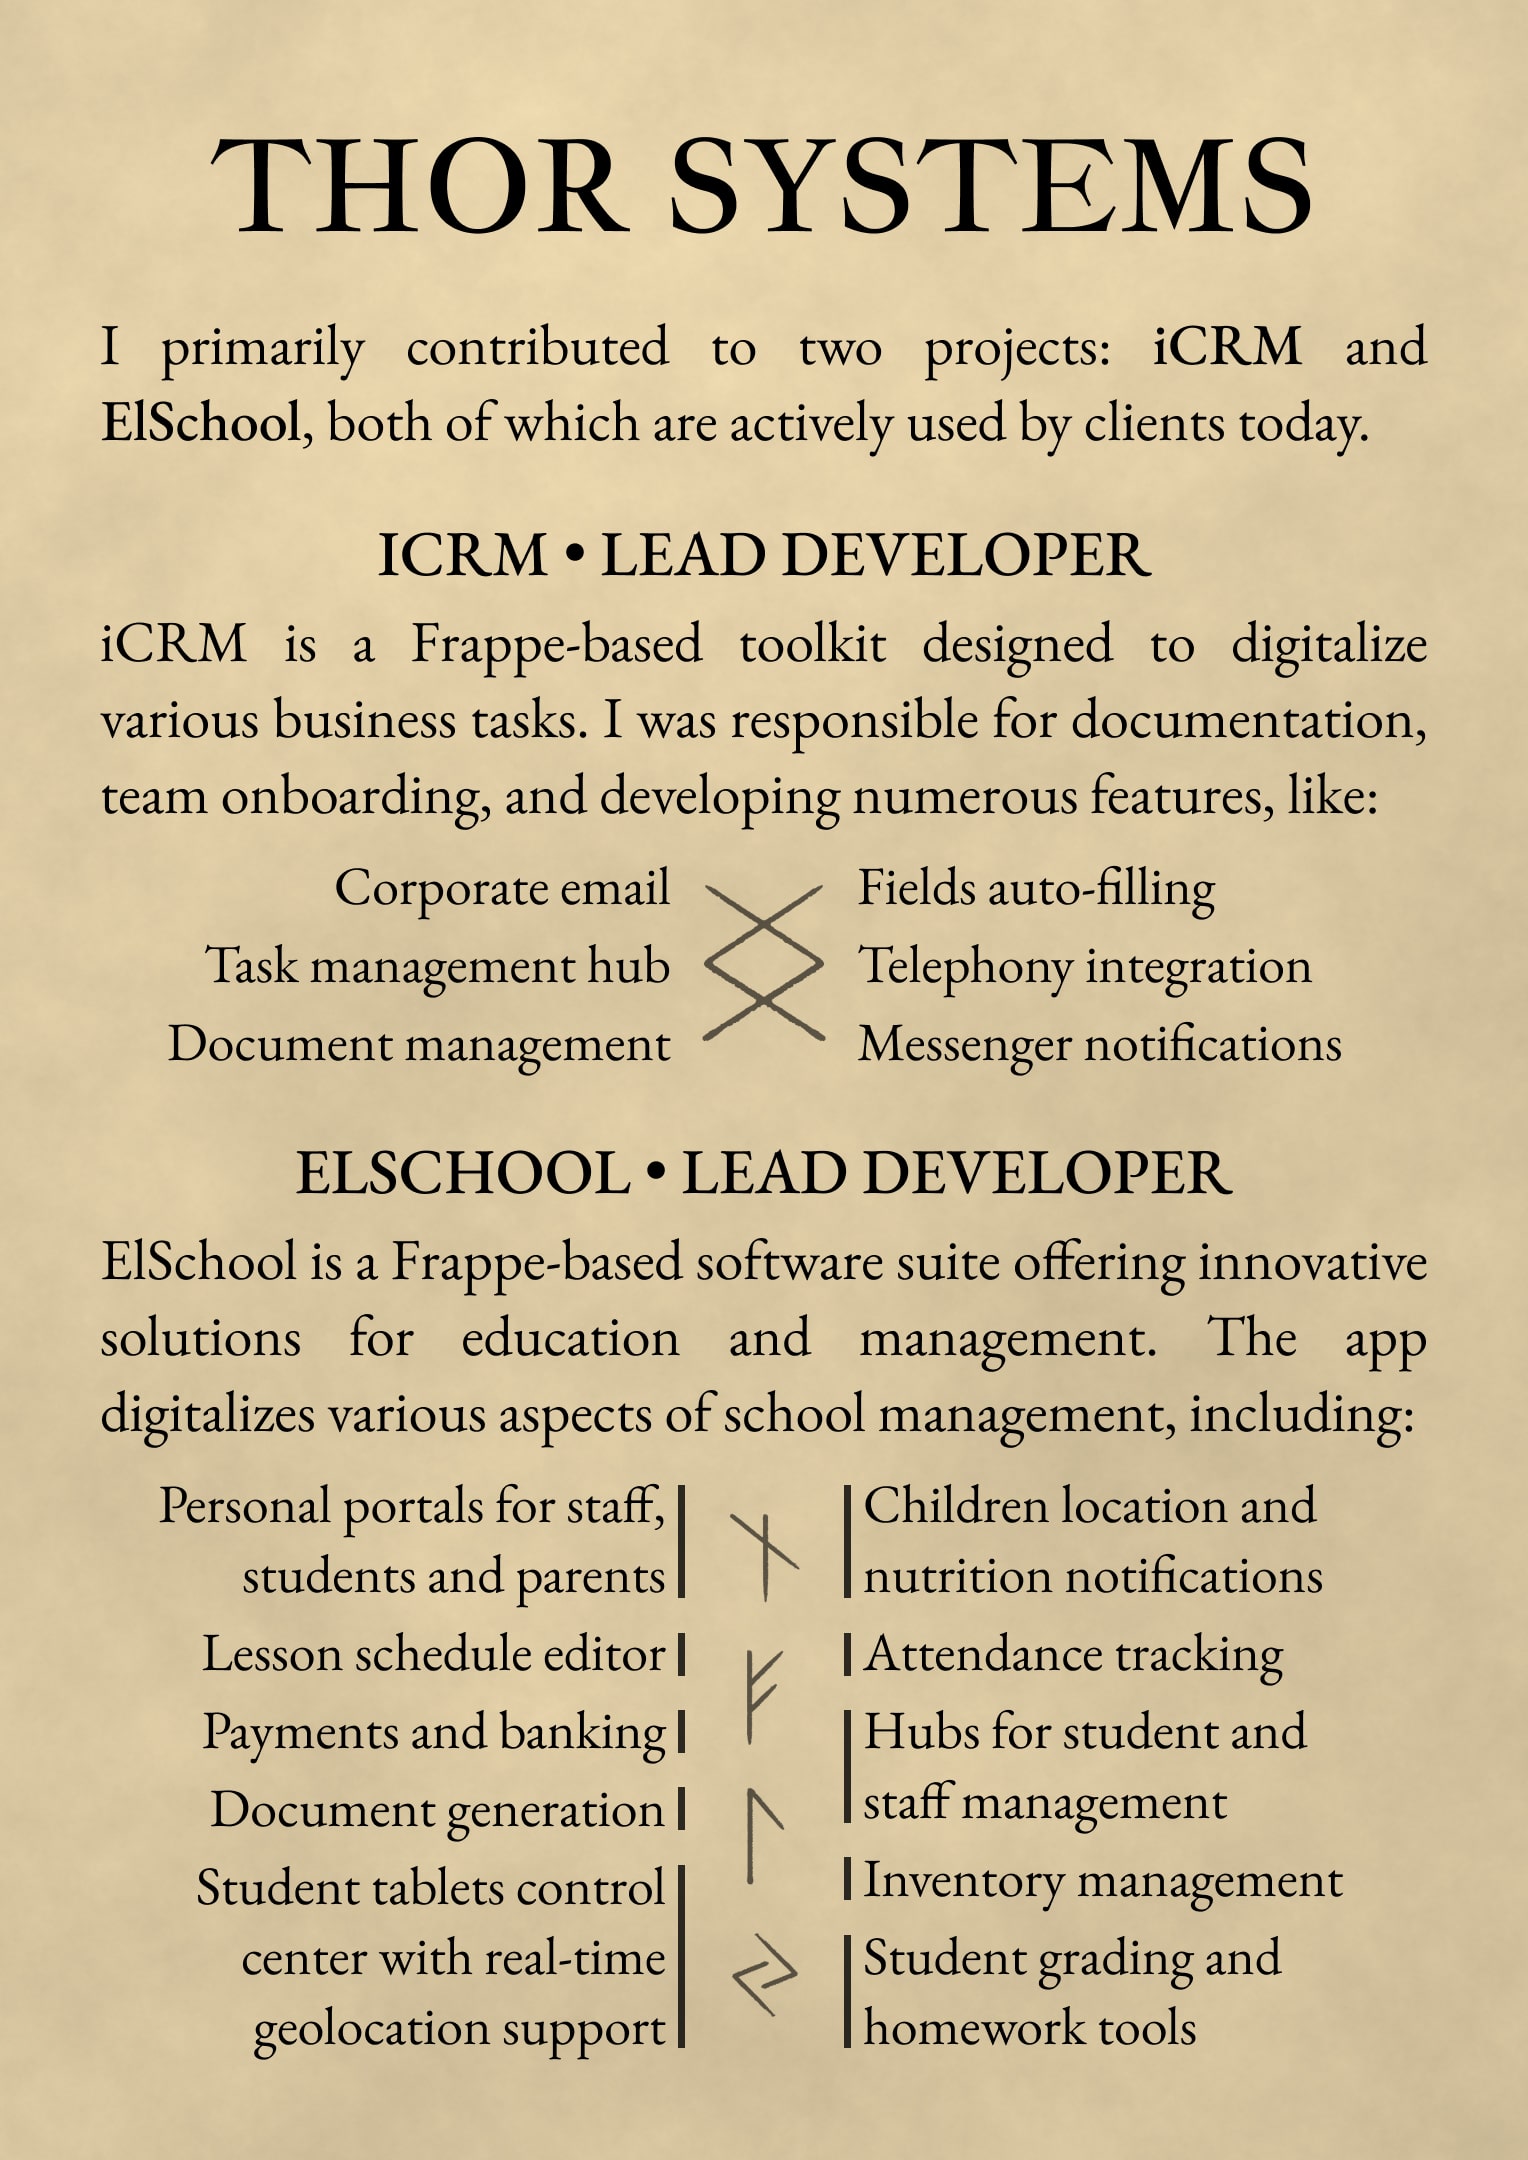 THOR SYSTEMS
I primarily contributed to two projects: iCRM and
ElSchool, both of which are actively used by clients today.
ICRM • LEAD DEVELOPER
iCRM is a Frappe-based toolkit designed to digitalize
various business tasks. I was responsible for documentation,
team onboarding, and developing numerous features, like:
Corporate email
Task management hub
Document management
ᛝ
Fields auto-filling
Telephony integration
Messenger notifications
ELSCHOOL • LEAD DEVELOPER
ElSchool is a Frappe-based software suite offering innovative
solutions for education and management. The app
digitalizes various aspects of school management, including:
Personal portals for staff,
students and parents
Lesson schedule editor
Payments and banking
Document generation
Student tablets control
center with real-time
geolocation support
ᚾ
ᚠ
ᛚ
ᛃ
Children location and
nutrition notifications
Attendance tracking
Hubs for student and
staff management
Inventory management
Student grading and
homework tools